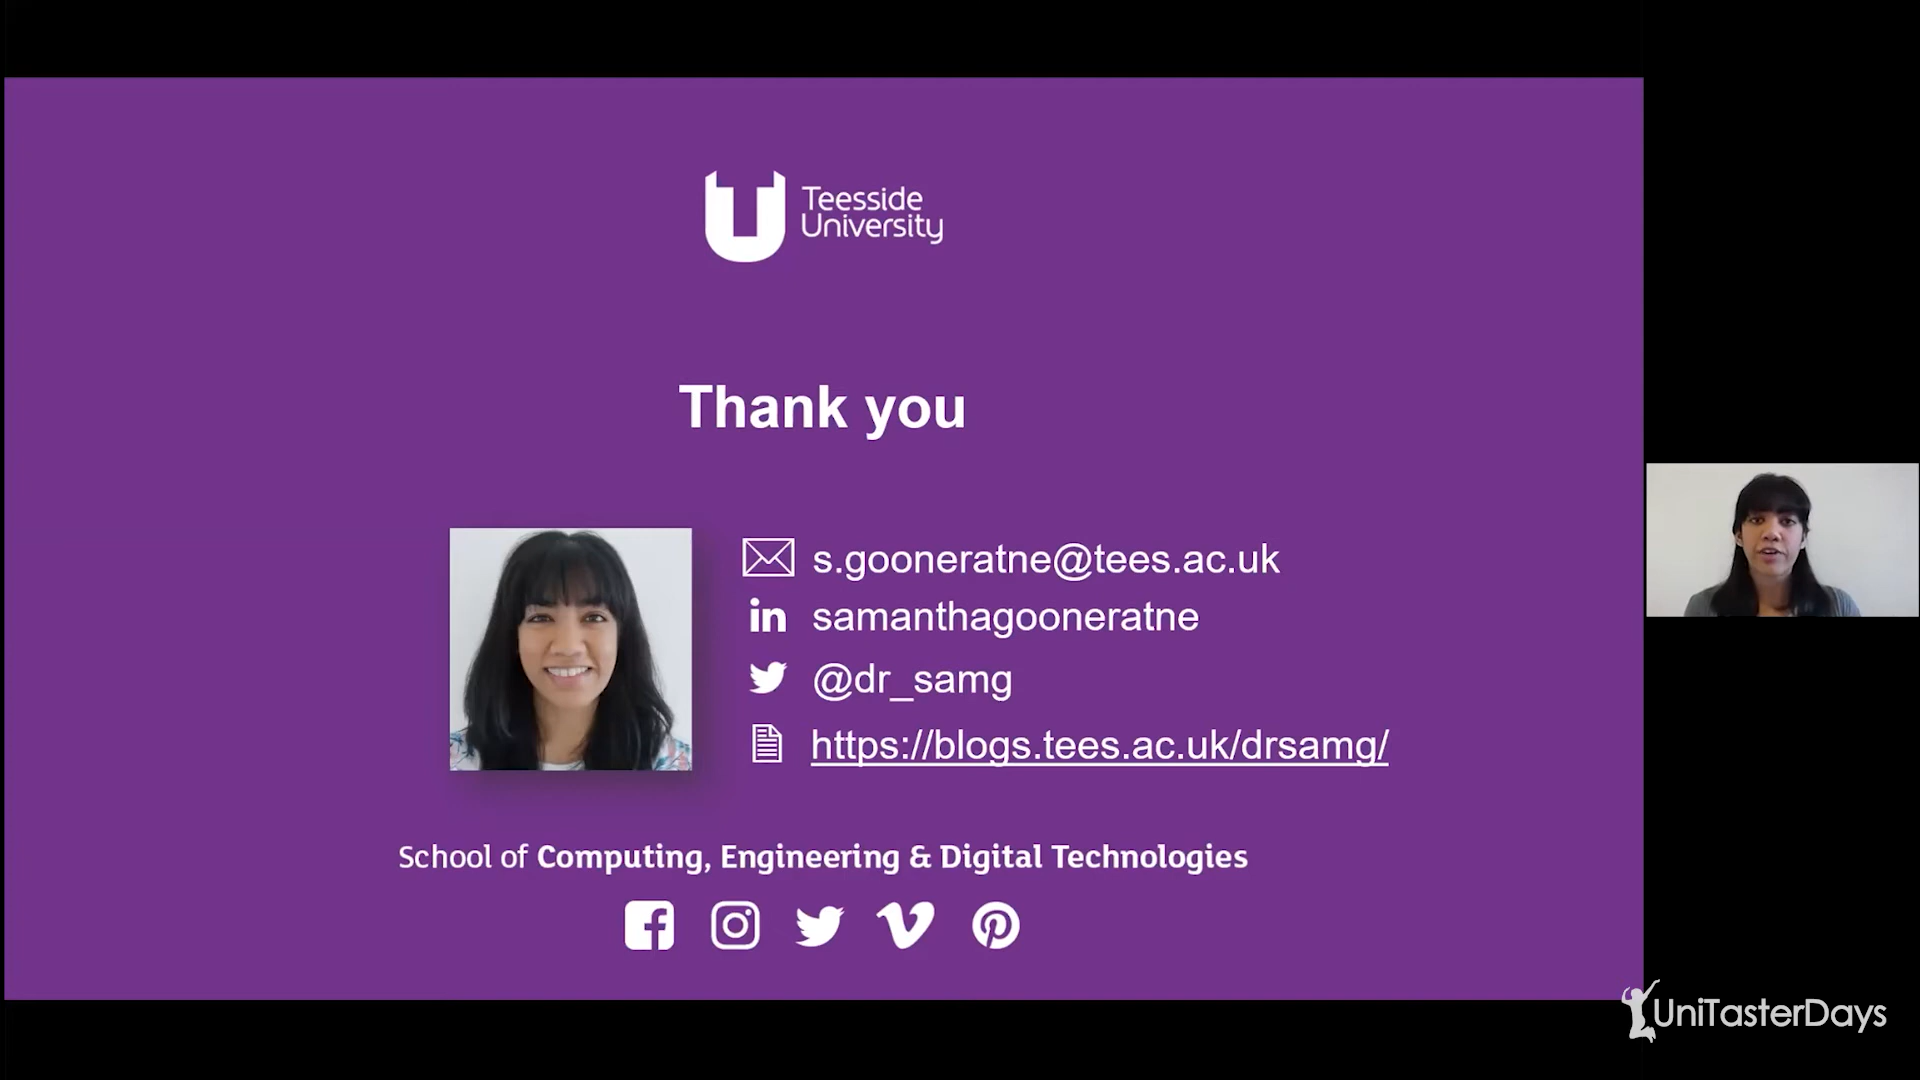 Teesside
University
Thank you
s.gooneratne@tees.ac.uk
in samanthagooneratne
@dr_samg
https://blogs.tees.ac.uk/drsamg/
School of Computing, Engineering & Digital Technologies
UniTasterDays